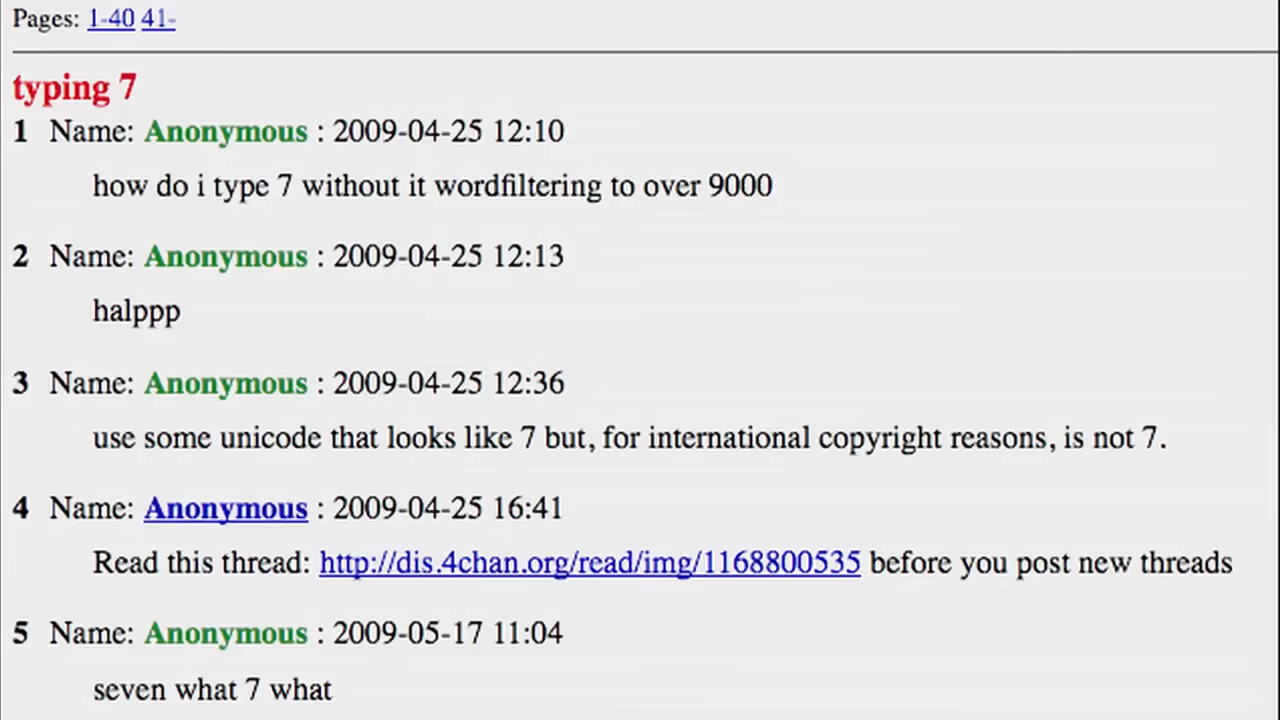 Pages: 1-40 41-
typing 7
1 Name: Anonymous : 2009-04-25 12:10
how do i type 7 without it wordfiltering to over 9000
2 Name: Anonymous : 2009-04-25 12:13
halppp
3 Name: Anonymous : 2009-04-25 12:36
use some unicode that looks like 7 but, for international copyright reasons, is not 7.
4 Name: Anonymous : 2009-04-25 16:41
Read this thread: http://dis.4chan.org/read/img/1168800535 before you post new threads
5 Name: Anonymous : 2009-05-17 11:04
seven what 7 what